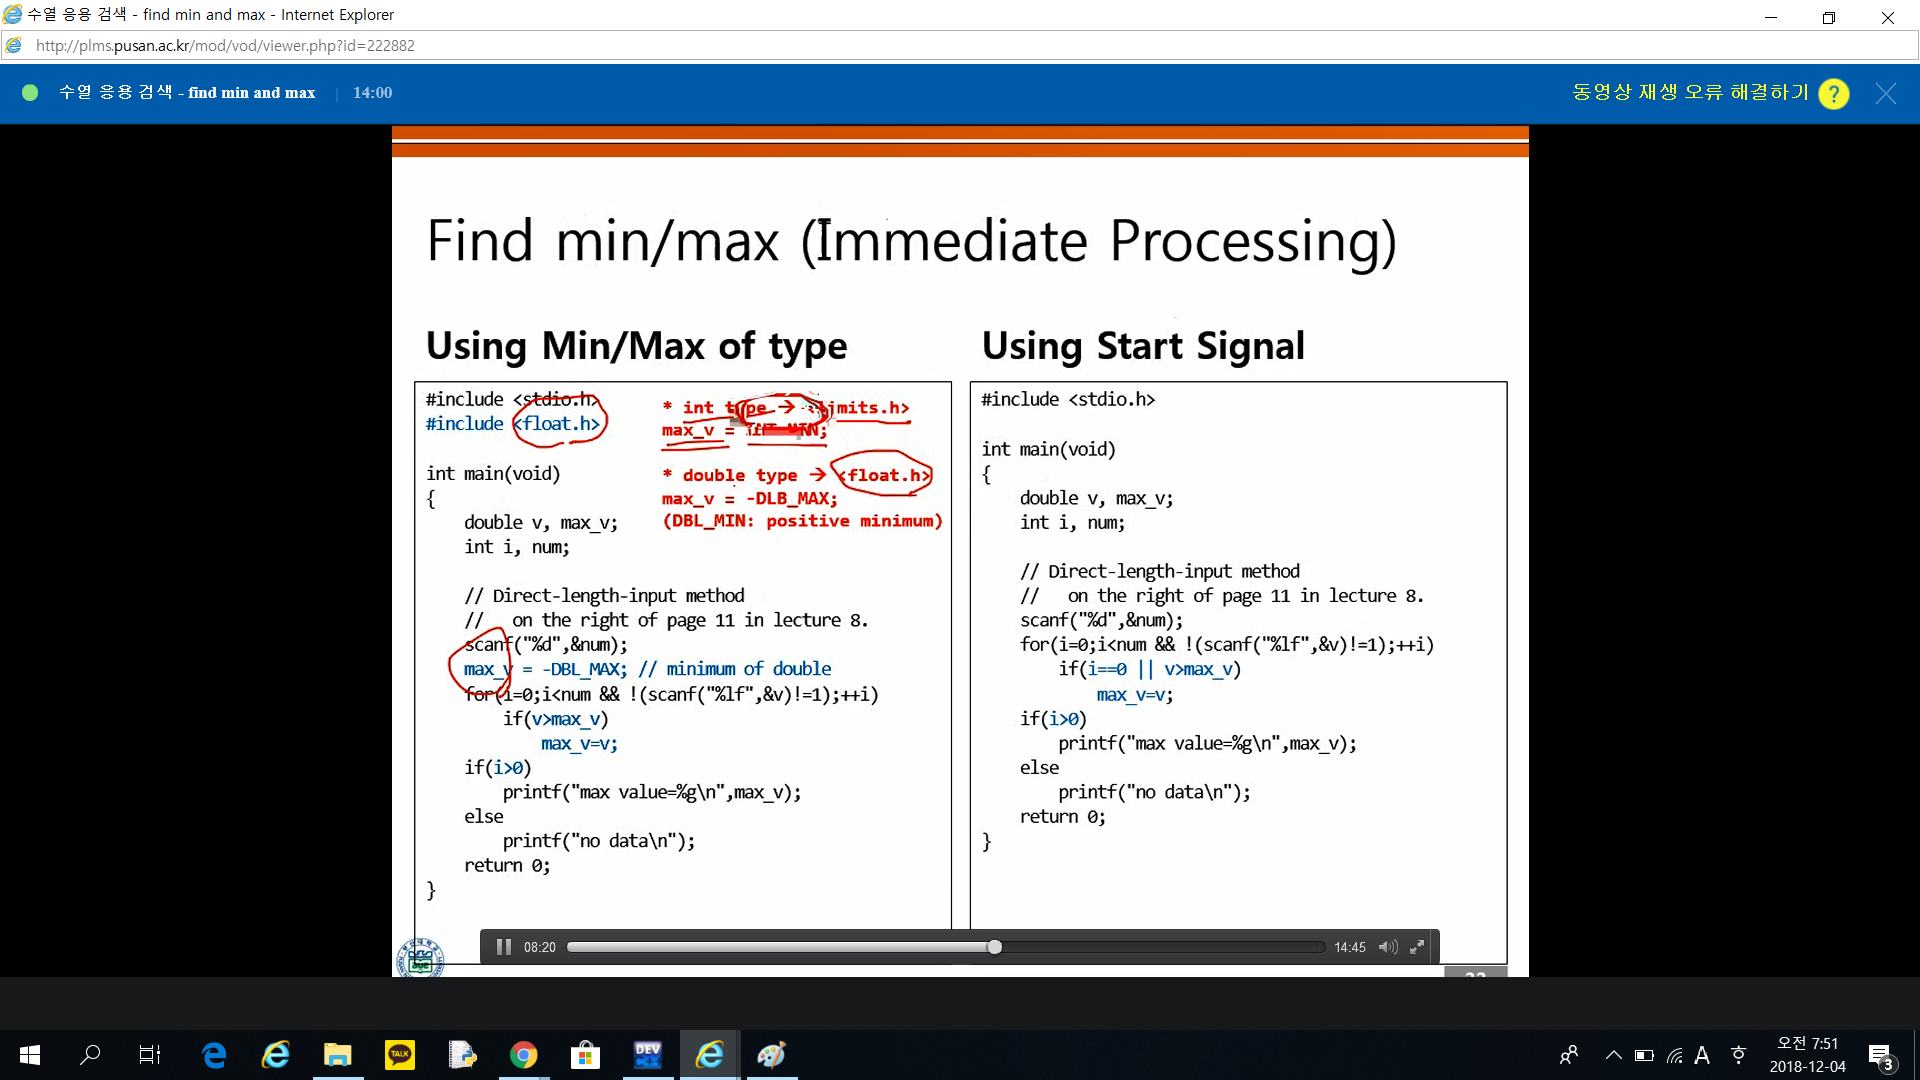 수열 응용 검색 - find min and max - Internet Explorer
http://plms.pusan.ac.kr/mod/vod/viewer.php?id=222882
수열 응용 검색 - find min and max | 14:00
동영상 재생 오류 해결하기 ?
Find min/max (Immediate Processing)
Using Min/Max of type
#include <stdio.h>
#include <float.h>
int main(void)
{
double v, max_v;
int i, num;
// Direct-length-input method
// on the right of page 11 in lecture 8.
scanf("%d",&num);
max_v = -DBL_MAX; // minimum of double
for(i=0;i<num && !(scanf("%lf",&v)!=1);++i)
if(v>max_v)
max_v=v;
if(i>0)
printf("max value=%g\n",max_v);
else
printf("no data\n");
return 0;
}
* int type → <limits.h>
max_v = INT_MIN;
* double type → <float.h>
max_v = -DLB_MAX;
(DBL_MIN: positive minimum)
Using Start Signal
#include <stdio.h>
int main(void)
{
double v, max_v;
int i, num;
// Direct-length-input method
// on the right of page 11 in lecture 8.
scanf("%d",&num);
for(i=0;i<num && !(scanf("%lf",&v)!=1);++i)
if(i==0 || v>max_v)
max_v=v;
if(i>0)
printf("max value=%g\n",max_v);
else
printf("no data\n");
return 0;
}
08:20
14:45
TALK
DEV
A
오전 7:51
2018-12-04
3